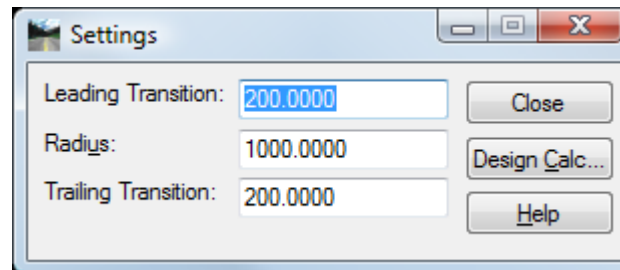 Settings
Leading Transition: 200.0000 Close
Radius: 1000.0000 Design Calc...
Trailing Transition: 200.0000 Help